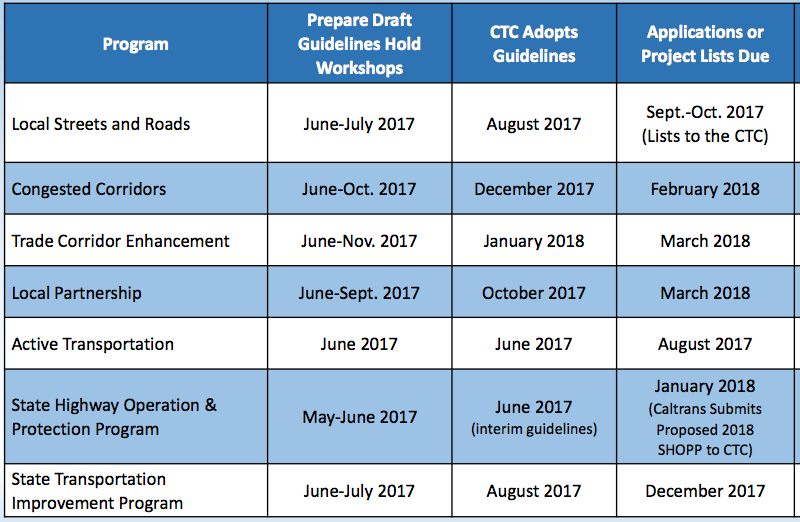 Program
Prepare Draft
Guidelines Hold
Workshops
CTC Adopts
Guidelines
Applications or
Project Lists Due
Local Streets and Roads
June-July 2017
August 2017
Sept.-Oct. 2017
(Lists to the CTC)
Congested Corridors
June-Oct. 2017
December 2017
February 2018
Trade Corridor Enhancement
June-Nov. 2017
January 2018
March 2018
Local Partnership
June-Sept. 2017
October 2017
March 2018
Active Transportation
June 2017
June 2017
August 2017
State Highway Operation &
Protection Program
May-June 2017
June 2017
(interim guidelines)
January 2018
(Caltrans Submits
Proposed 2018
SHOPP to CTC)
State Transportation
Improvement Program
June-July 2017
August 2017
December 2017